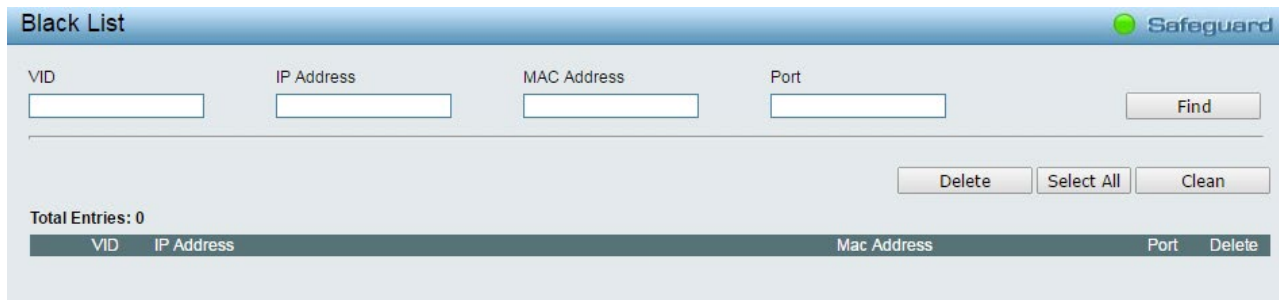 Black List Safeguard
VID IP Address MAC Address Port
Find
Delete Select All Clean
Total Entries: 0
VID IP Address Mac Address Port Delete